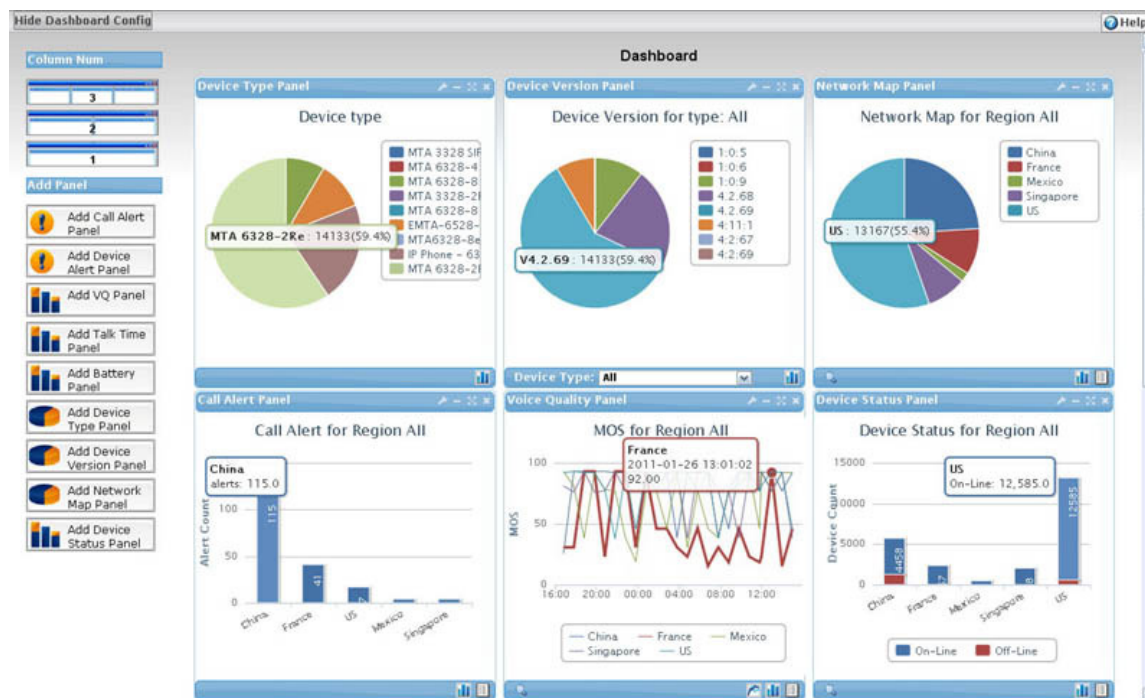 Hide Dashboard Config
Help
Column Num
3
2
1
Add Panel
Add Call Alert
Panel
Add Device
Alert Panel
Add VQ Panel
Add Talk Time
Panel
Add Battery
Panel
Add Device
Type Panel
Add Device
Version Panel
Add Network
Map Panel
Add Device
Status Panel
Dashboard
Device Type Panel
Device type
MTA 3328 SIF
MTA 6328-4
MTA 6328-8
MTA 3328-2
MTA 6328-8
EMTA-6528-
MTA6328-8e
IP Phone - 63
MTA 6328-2
MTA 6328-2Re : 14133(59.4%)
Device Version Panel
Device Version for type: All
1:0:5
1:0:6
1:0:9
4.2.68
4.2.69
4:11:1
4:2:67
4:2:69
V4.2.69 : 14133(59.4%)
Device Type: All
Network Map Panel
Network Map for Region All
China
France
Mexico
Singapore
US
US : 13167(55.4%)
Call Alert Panel
Call Alert for Region All
China
alerts: 115.0
Alert Count
100
50
0
115
41
China
France
US
Mexico
Singapore
Voice Quality Panel
MOS for Region All
France
2011-01-26 13:01:02
92.00
MOS
100
50
0
16:00 20:00 00:00 04:00 08:00 12:00
China France Mexico
Singapore US
Device Status Panel
Device Status for Region All
US
On-Line: 12,585.0
Device Count
15000
10000
5000
0
4458
12585
China
France
Mexico
Singapore
US
On-Line Off-Line